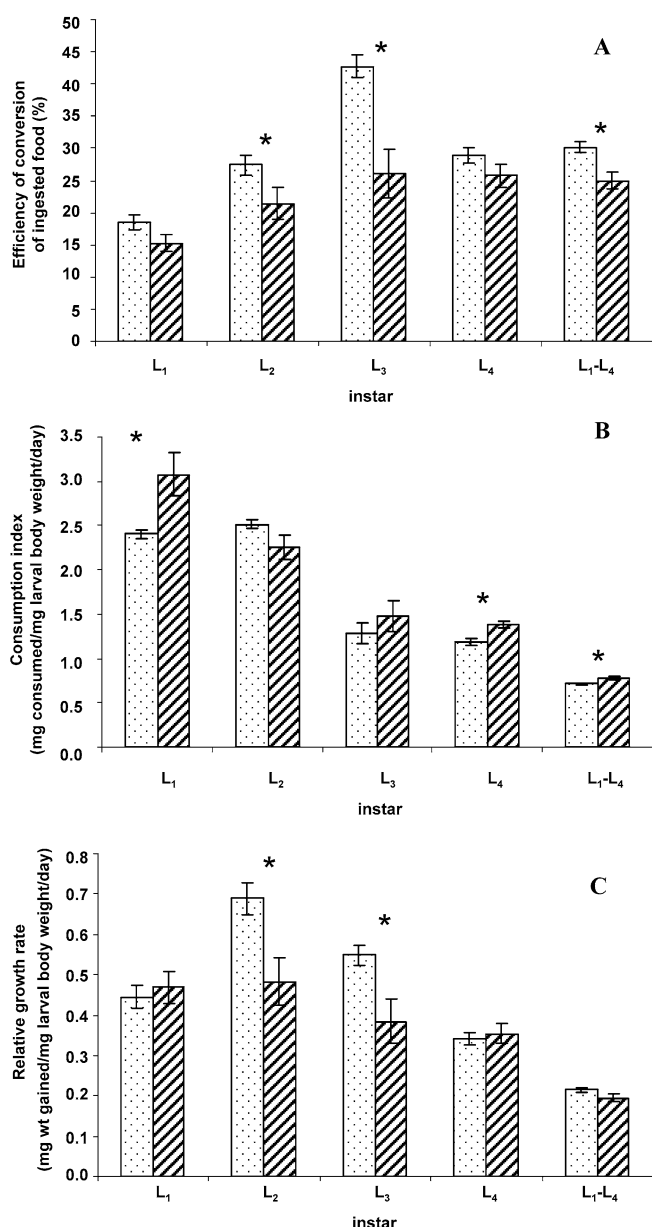 A
Efficiency of conversion
of ingested food (%)
50
45
40
35
30
25
20
15
10
5
0
*
*
*
L₁ L₂ L₃ L₄ L₁-L₄
instar
B
Consumption index
(mg consumed/mg larval body weight/day)
3.5
3.0
2.5
2.0
1.5
1.0
0.5
0.0
*
*
*
L₁ L₂ L₃ L₄ L₁-L₄
instar
C
Relative growth rate
(mg wt gained/mg larval body weight/day)
0.8
0.7
0.6
0.5
0.4
0.3
0.2
0.1
0.0
*
*
L₁ L₂ L₃ L₄ L₁-L₄
instar